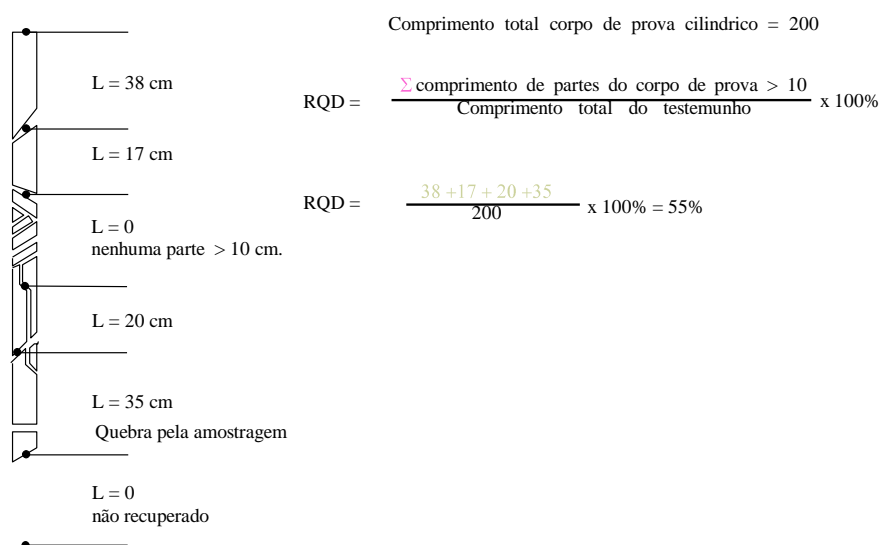 Comprimento total corpo de prova cilindrico = 200
L = 38 cm
RQD = ∑ comprimento de partes do corpo de prova > 10 x 100%
Comprimento total do testemunho
L = 17 cm
RQD = 38 +17 + 20 +35 x 100% = 55%
200
L = 0
nenhuma parte > 10 cm.
L = 20 cm
L = 35 cm
Quebra pela amostragem
L = 0
não recuperado